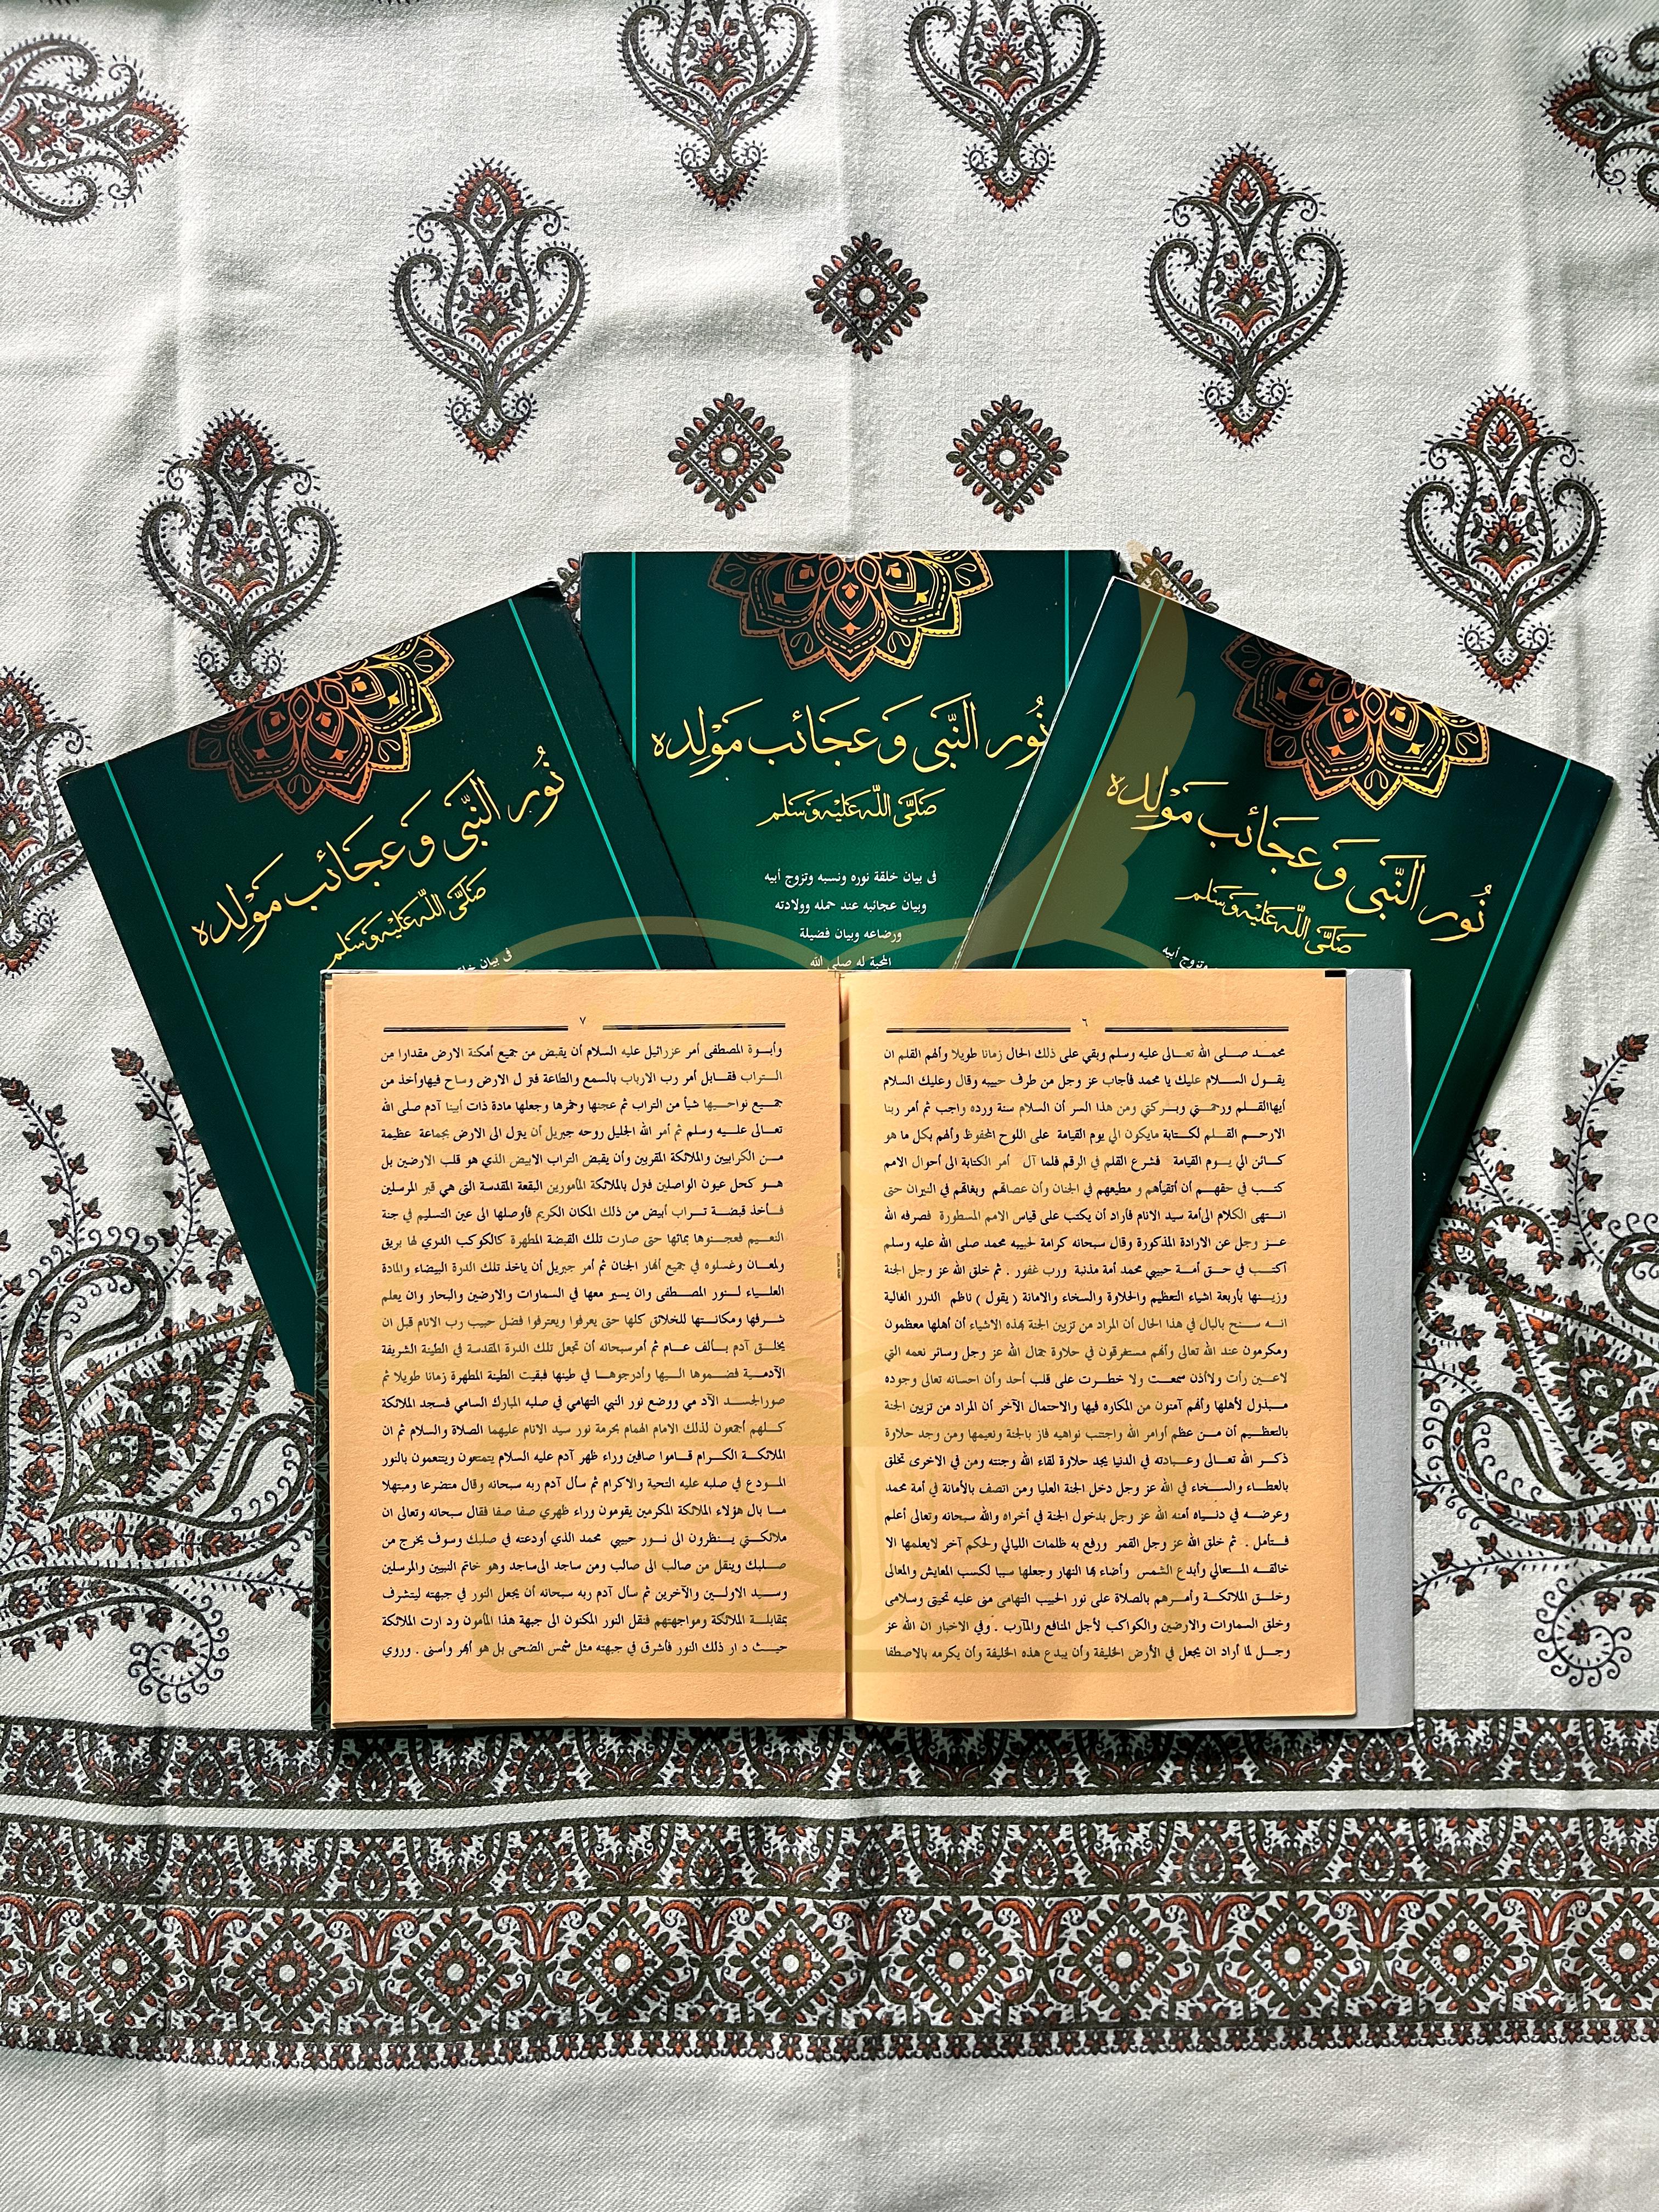 نُور النَّبى وَعجَائب مَوْلِده
صَلَّى اللّه عَليْه وَسَلم
فى بيان
نُور النَّبى وَعجَائب مَوْلِده
صَلَّى اللّه عَليْه وَسَلم
فى بيان خلقة نوره ونسبه وتزوج أبيه
وبيان عجائبه عند حمله وولادته
ورضاعه وبيان فضيلة
المحبة له صلى الله
نُور النَّبى وَعجَائب مَوْلِده
صَلَّى اللّه عَليْه وَسَلم
وتزوج أبيه
٦
محمد صلى الله تعالى عليه وسلم وبقي على ذلك الحال زمانا طويلا وألهم القلم ان
يقول السلام عليك يا محمد فأجاب عز وجل من طرف حبيبه وقال وعليك السلام
أيهاالقلم ورحمتي وبركتي ومن هذا السر أن السلام سنة ورده واجب ثم أمر ربنا
الارحم القلم لكتابة مايكون الي يوم القيامة على اللوح المحفوظ وألهم بكل ما هو
كائن الي يوم القيامة فشرع القلم في الرقم فلما آل أمر الكتابة الى أحوال الامم
كتب في حقهم أن أتقيأهم و مطيعهم في الجنان وأن عصاتهم وبغاتهم في النيران حتى
انتهى الكلام الىأمة سيد الانام فأراد أن يكتب على قياس الامم المسطورة فصرفه الله
عز وجل عن الارادة المذكورة وقال سبحانه كرامة لحبيبه محمد صلى الله عليه وسلم
أكتب في حق أمة حبيبي محمد أمة مذنبة ورب غفور . ثم خلق الله عز وجل الجنة
وزينها بأربعة اشياء التعظيم والحلاوة والسخاء والامانة ( يقول ) ناظم الدرر الغالية
انه سنح بالبال في هذا الحال أن المراد من تزيين الجنة بهذه الاشياء أن أهلها معظمون
ومكرمون عند الله تعالى وألهم مستغرقون في حلاوة جمال الله عز وجل وسائر نعمه التي
لاعين رأت ولاأذن سمعت ولا خطرت على قلب أحد وأن احسانه تعالى وجوده
مبذول لأهلها وألهم آمنون من المكاره فيها والاحتمال الآخر أن المراد من تزيين الجنة
بالتعظيم أن من عظم أوامر الله واجتنب نواهيه فاز بالجنة ونعيمها ومن وجد حلاوة
ذكر الله تعالى وعبادته في الدنيا يجد حلاوة لقاء الله وجنته ومن في الاخرى تخلق
بالعطاء والسخاء في الله عز وجل دخل الجنة العليا ومن اتصف بالأمانة في أمة محمد
وعرضه في دنياه أمنه الله عز وجل بدخول الجنة في أخراه والله سبحانه وتعالى أعلم
فتأمل . ثم خلق الله عز وجل القمر ورفع به ظلمات الليالي ولحكم آخر لايعلمها الا
خالقه المتعالي وأبدع الشمس وأضاء بها النهار وجعلها سببا لكسب المعايش والمعالى
وخلق الملائكة وأمرهم بالصلاة على نور الحبيب التهامى منى عليه تحيتى وسلامى
وخلق السماوات والارضين والكواكب لأجل المنافع والمآرب . وفي الاخبار ان الله عز
وجل لما أراد ان يجعل في الأرض الخليفة وأن يبدع هذه الخليفة وأن يكرمه بالاصطفا
٧
وأبوة المصطفى أمر عزرائيل عليه السلام أن يقبض من جميع أمكنة الارض مقدارا من
التراب فقابل أمر رب الارباب بالسمع والطاعة فنزل الارض وساح فيهاوأخذ من
جميع نواحيها شيأ من التراب ثم عجنها وخمرها وجعلها مادة ذات أبينا آدم صلى الله
تعالى عليه وسلم ثم أمر الله الجليل روحه جبريل أن ينزل الى الارض بجماعة عظيمة
من الكرابيين والملائكة المقربين وأن يقبض التراب الابيض الذي هو قلب الارضين بل
هو كحل عيون الواصلين فنزل بالملائكة المأمورين البقعة المقدسة التى هي قبر المرسلين
فأخذ قبضة تراب أبيض من ذلك المكان الكريم فأوصلها الى عين التسليم في جنة
النعيم فعجنوها بمائها حتى صارت تلك القبضة المطهرة كالكوكب الدري لها بريق
ولمعان وغسلوه في جميع أنهار الجنان ثم أمر جبريل أن ياخذ تلك الدرة البيضاء والمادة
العلياء لنور المصطفى وان يسير معها في السماوات والارضين والبحار وان يعلم
شرفها ومكانتها للخلائق كلها حتى يعرفوا ويعترفوا فضل حبيب رب الانام قبل ان
يخلق آدم بألف عام ثم أمرسبحانه أن تجعل تلك الدرة المقدسة في الطينة الشريفة
الآدمية فضموها اليها وأدرجوها في طينها فبقيت الطينة المطهرة زمانا طويلا ثم
صورالجسد الآد مي ووضع نور النبي التهامي في صلبه المبارك السامي فسجد الملائكة
كلهم أجمعون لذلك الامام الهمام بحرمة نور سيد الانام عليهما الصلاة والسلام ثم ان
الملائكة الكرام قاموا صافين وراء ظهر آدم عليه السلام يتمتعون ويتنعمون بالنور
المودع في صلبه عليه التحية والاكرام ثم سأل آدم ربه سبحانه وقال متضرعا ومبتهلا
ما بال هؤلاء الملائكة المكرمين يقومون وراء ظهري صفا صفا فقال سبحانه وتعالى ان
ملائكتي ينظرون الى نور حبيبي محمد الذي أودعته في صلبك وسوف يخرج من
صلبك وينقل من صالب الى صالب ومن ساجد الىساجد وهو خاتم النبيين والمرسلين
وسيد الاولين والآخرين ثم سأل آدم ربه سبحانه أن يجعل النور في جبهته ليتشرف
بمقابلة الملائكة ومواجهتهم فنقل النور المكنون الى جبهة هذا المأمون ودارت الملائكة
حيث دار ذلك النور فأشرق في جبهته مثل شمس الضحى بل هو أبهر وأسنى . وروي